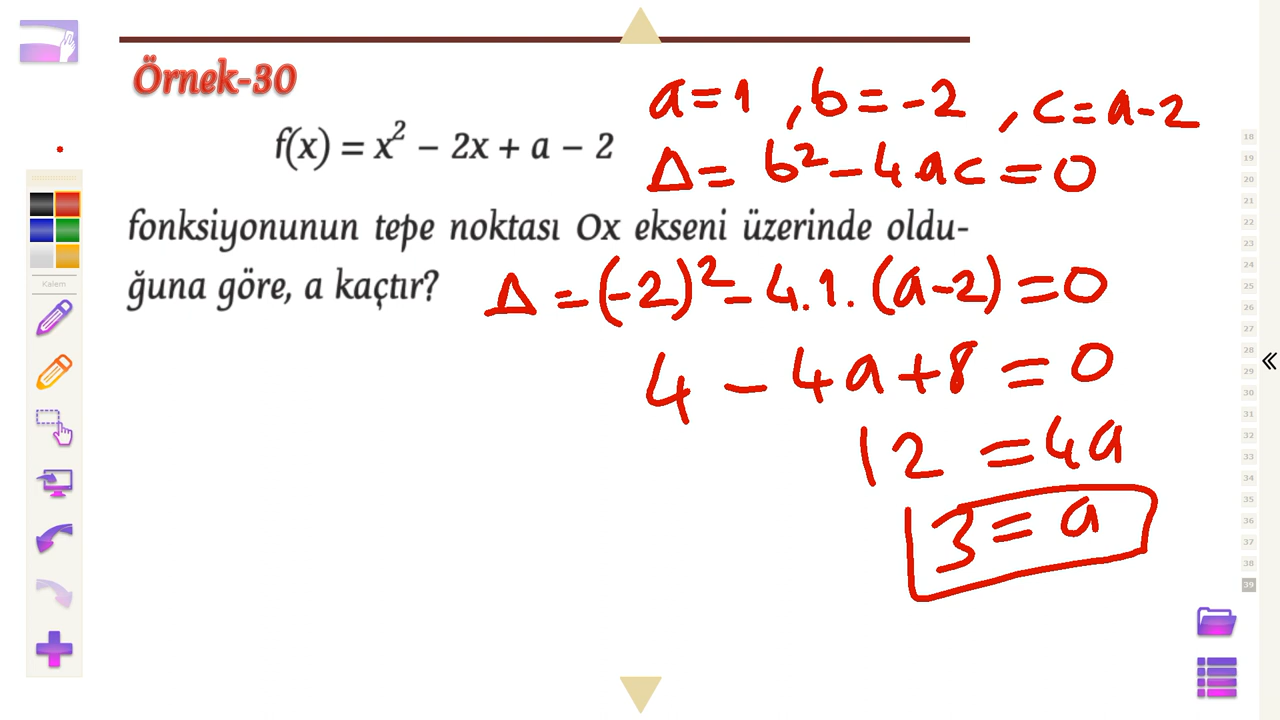 Örnek-30
a=1 , b=-2 , c=a-2
f(x) = x² − 2x + a − 2
Δ= b²-4ac=0
fonksiyonunun tepe noktası Ox ekseni üzerinde oldu-
ğuna göre, a kaçtır?
Δ=(-2)²-4.1.(a-2)=0
4-4a+8=0
12=4a
3=a
Kalem
18
19
20
21
22
23
24
25
26
27
28
29
30
31
32
33
34
35
36
37
38
39